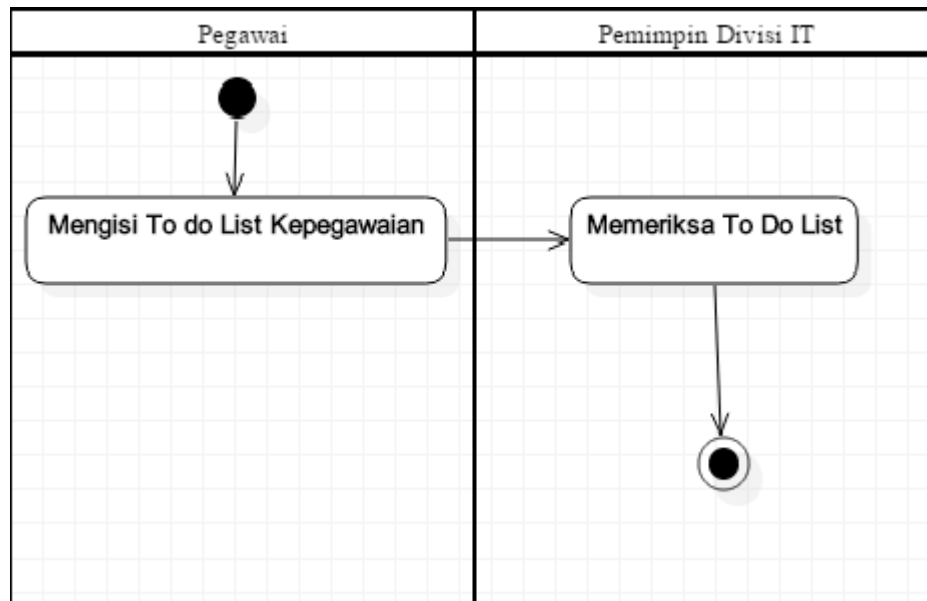 Pegawai
Pemimpin Divisi IT
Mengisi To do List Kepegawaian
Memeriksa To Do List